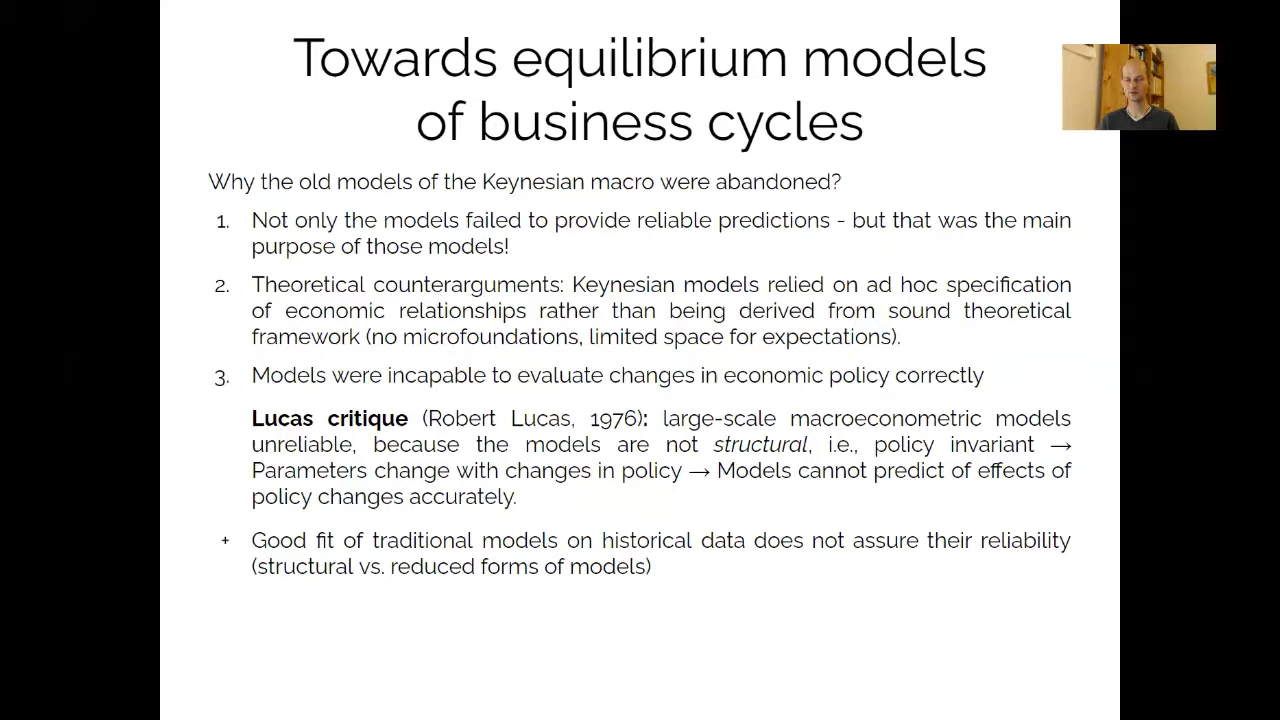 Towards equilibrium models
of business cycles
Why the old models of the Keynesian macro were abandoned?
1. Not only the models failed to provide reliable predictions - but that was the main
purpose of those models!
2. Theoretical counterarguments: Keynesian models relied on ad hoc specification
of economic relationships rather than being derived from sound theoretical
framework (no microfoundations, limited space for expectations).
3. Models were incapable to evaluate changes in economic policy correctly
Lucas critique (Robert Lucas, 1976): large-scale macroeconometric models
unreliable, because the models are not structural, i.e., policy invariant →
Parameters change with changes in policy → Models cannot predict of effects of
policy changes accurately.
+ Good fit of traditional models on historical data does not assure their reliability
(structural vs. reduced forms of models)